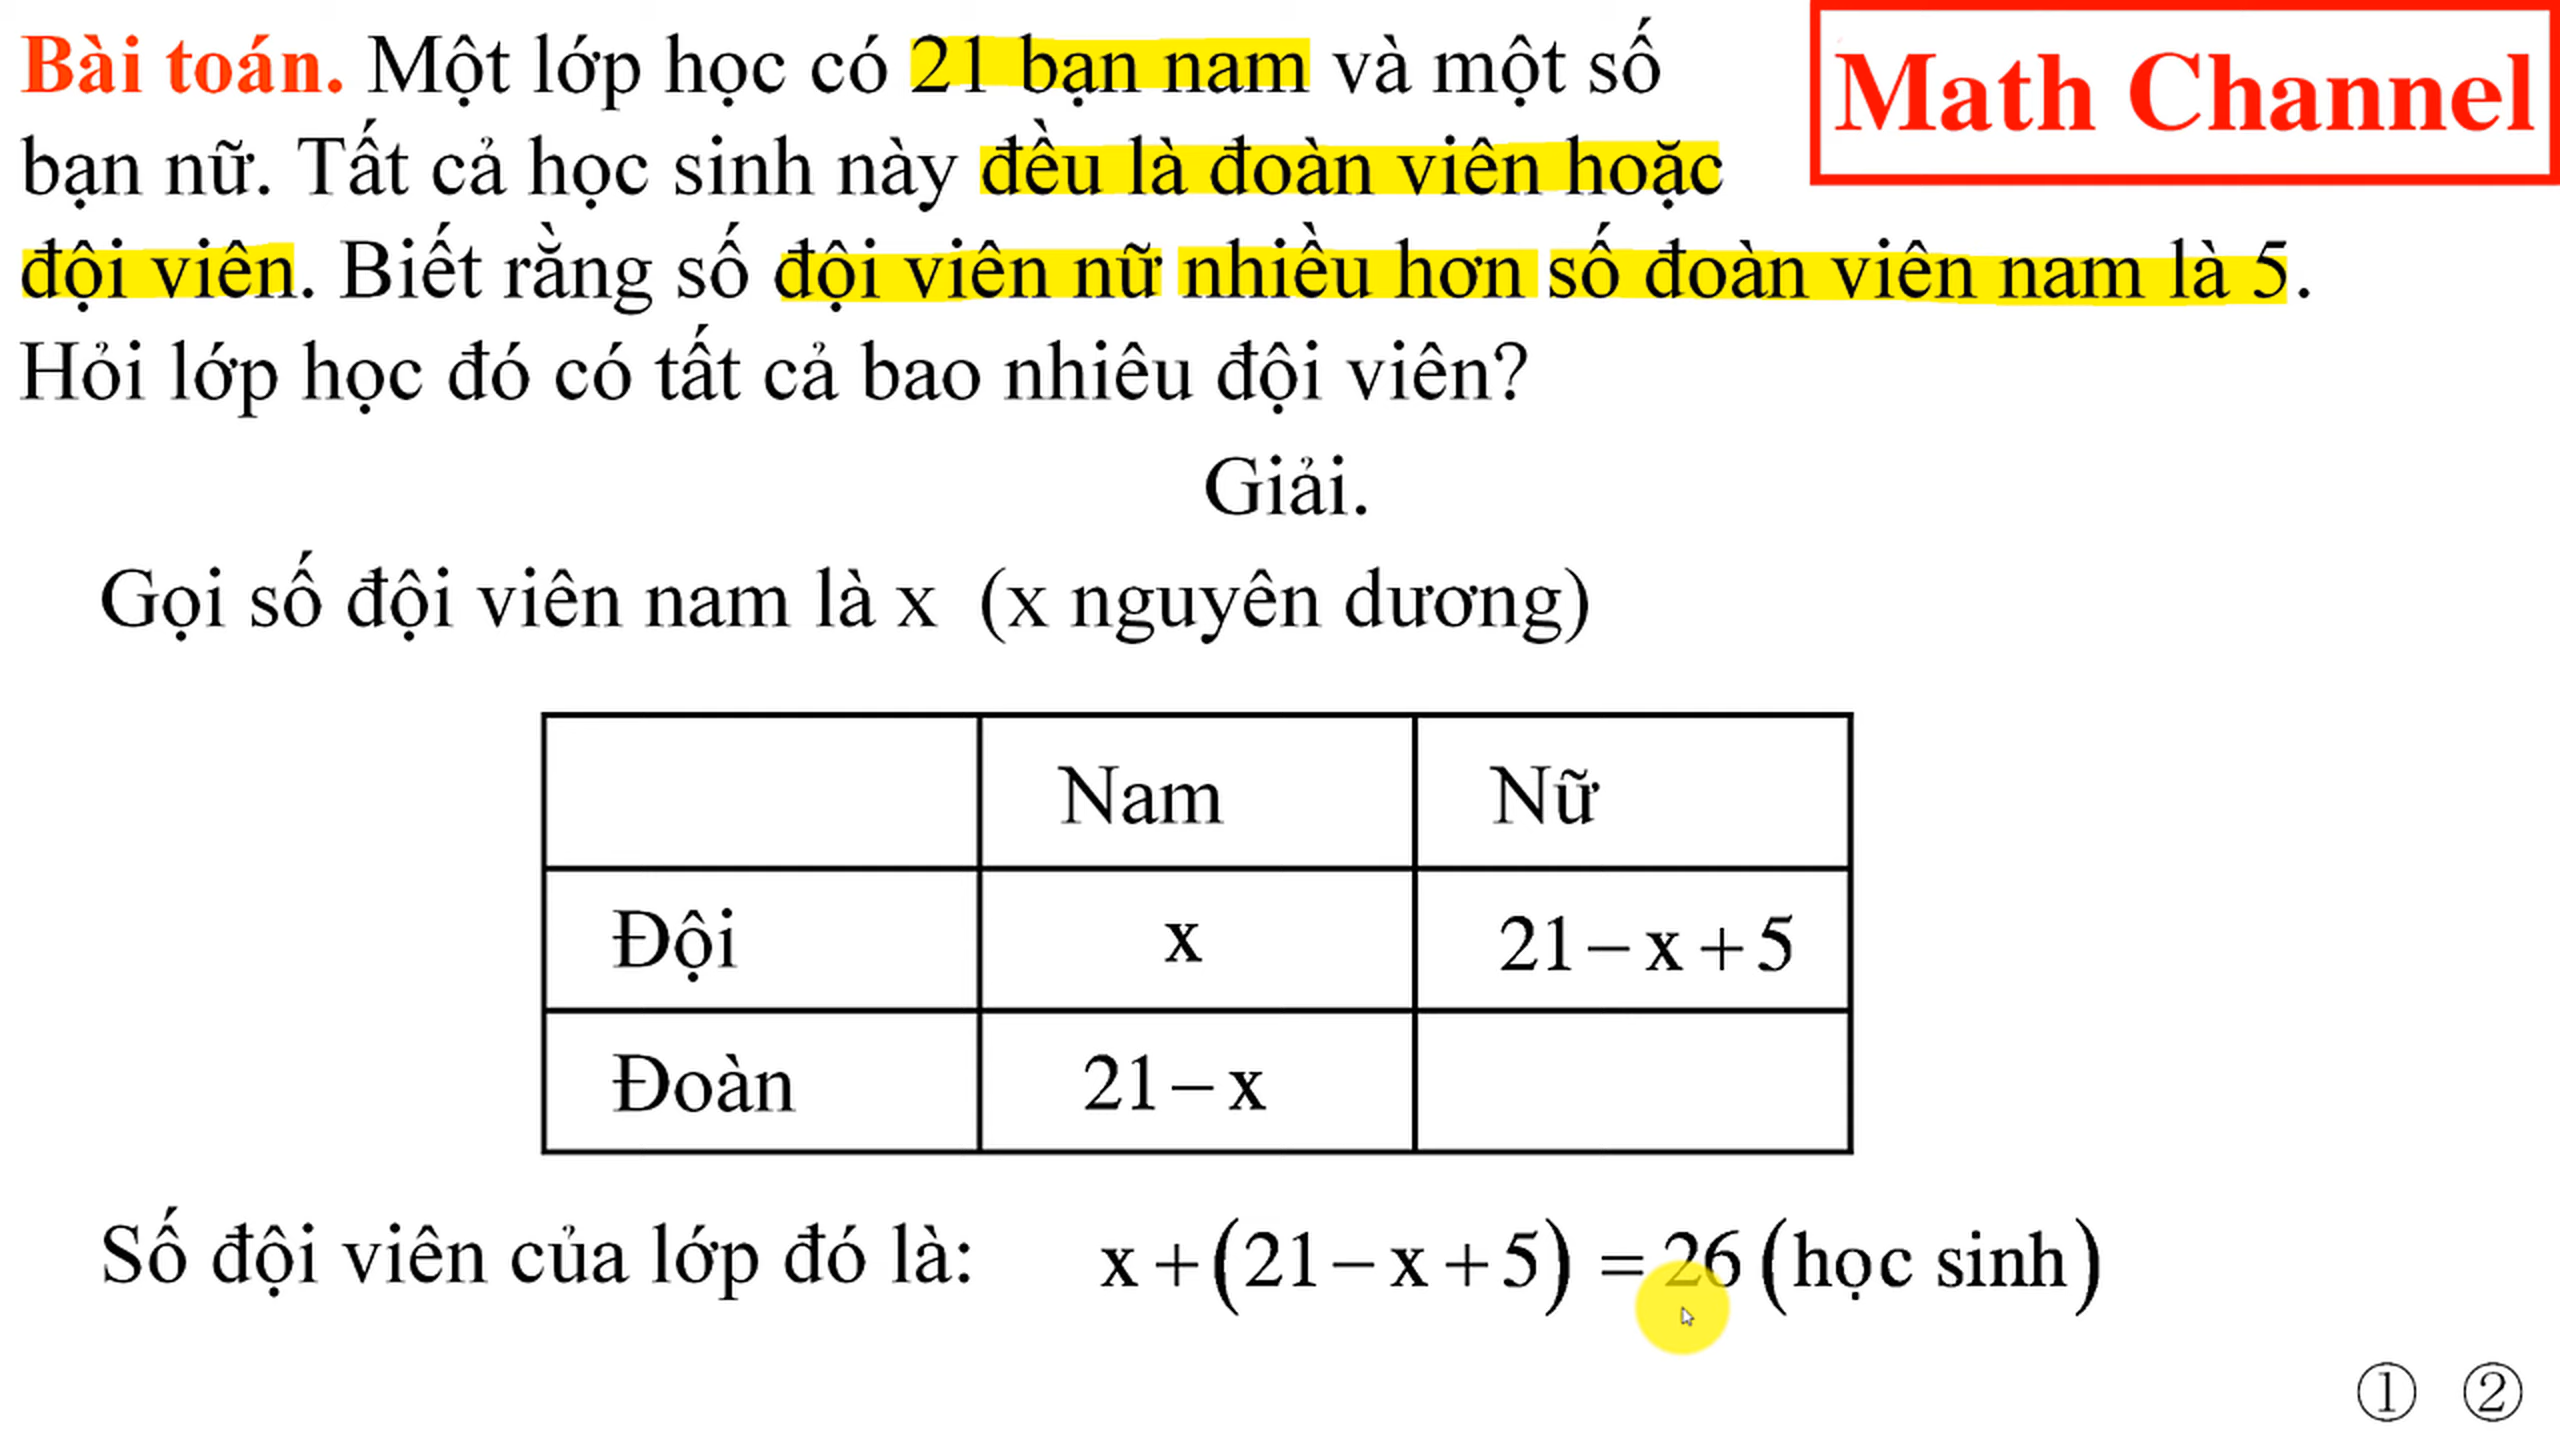 Bài toán. Một lớp học có 21 bạn nam và một số
Math Channel
bạn nữ. Tất cả học sinh này đều là đoàn viên hoặc
đội viên. Biết rằng số đội viên nữ nhiều hơn số đoàn viên nam là 5.
Hỏi lớp học đó có tất cả bao nhiêu đội viên?
Giải.
Gọi số đội viên nam là x (x nguyên dương)
Nam Nữ
Đội x 21 – x + 5
Đoàn 21 – x
Số đội viên của lớp đó là: x + (21 – x + 5) = 26 (học sinh)
① ②